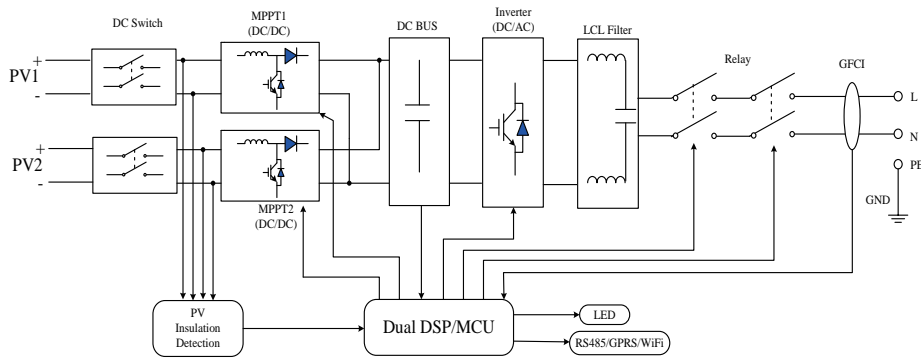 DC Switch
MPPT1
(DC/DC)
DC BUS
Inverter
(DC/AC)
LCL Filter
Relay
GFCI
+
PV1
-
L
N
PE
GND
+
PV2
-
MPPT2
(DC/DC)
PV
Insulation
Detection
Dual DSP/MCU
LED
RS485/GPRS/WiFi